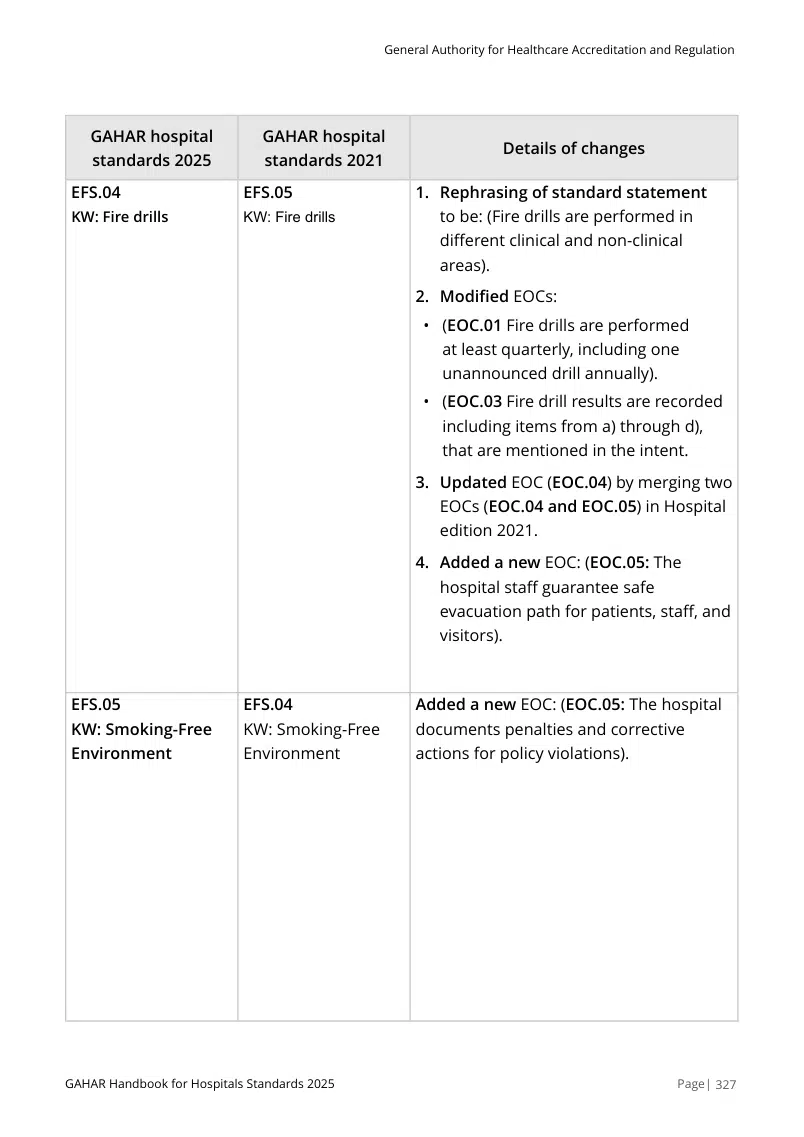 General Authority for Healthcare Accreditation and Regulation
GAHAR hospital
standards 2025
GAHAR hospital
standards 2021
Details of changes
EFS.04
KW: Fire drills
EFS.05
KW: Fire drills
1. Rephrasing of standard statement
to be: (Fire drills are performed in
different clinical and non-clinical
areas).
2. Modified EOCs:
• (EOC.01 Fire drills are performed
at least quarterly, including one
unannounced drill annually).
• (EOC.03 Fire drill results are recorded
including items from a) through d),
that are mentioned in the intent.
3. Updated EOC (EOC.04) by merging two
EOCs (EOC.04 and EOC.05) in Hospital
edition 2021.
4. Added a new EOC: (EOC.05: The
hospital staff guarantee safe
evacuation path for patients, staff, and
visitors).
EFS.05
KW: Smoking-Free
Environment
EFS.04
KW: Smoking-Free
Environment
Added a new EOC: (EOC.05: The hospital
documents penalties and corrective
actions for policy violations).
GAHAR Handbook for Hospitals Standards 2025
Page| 327